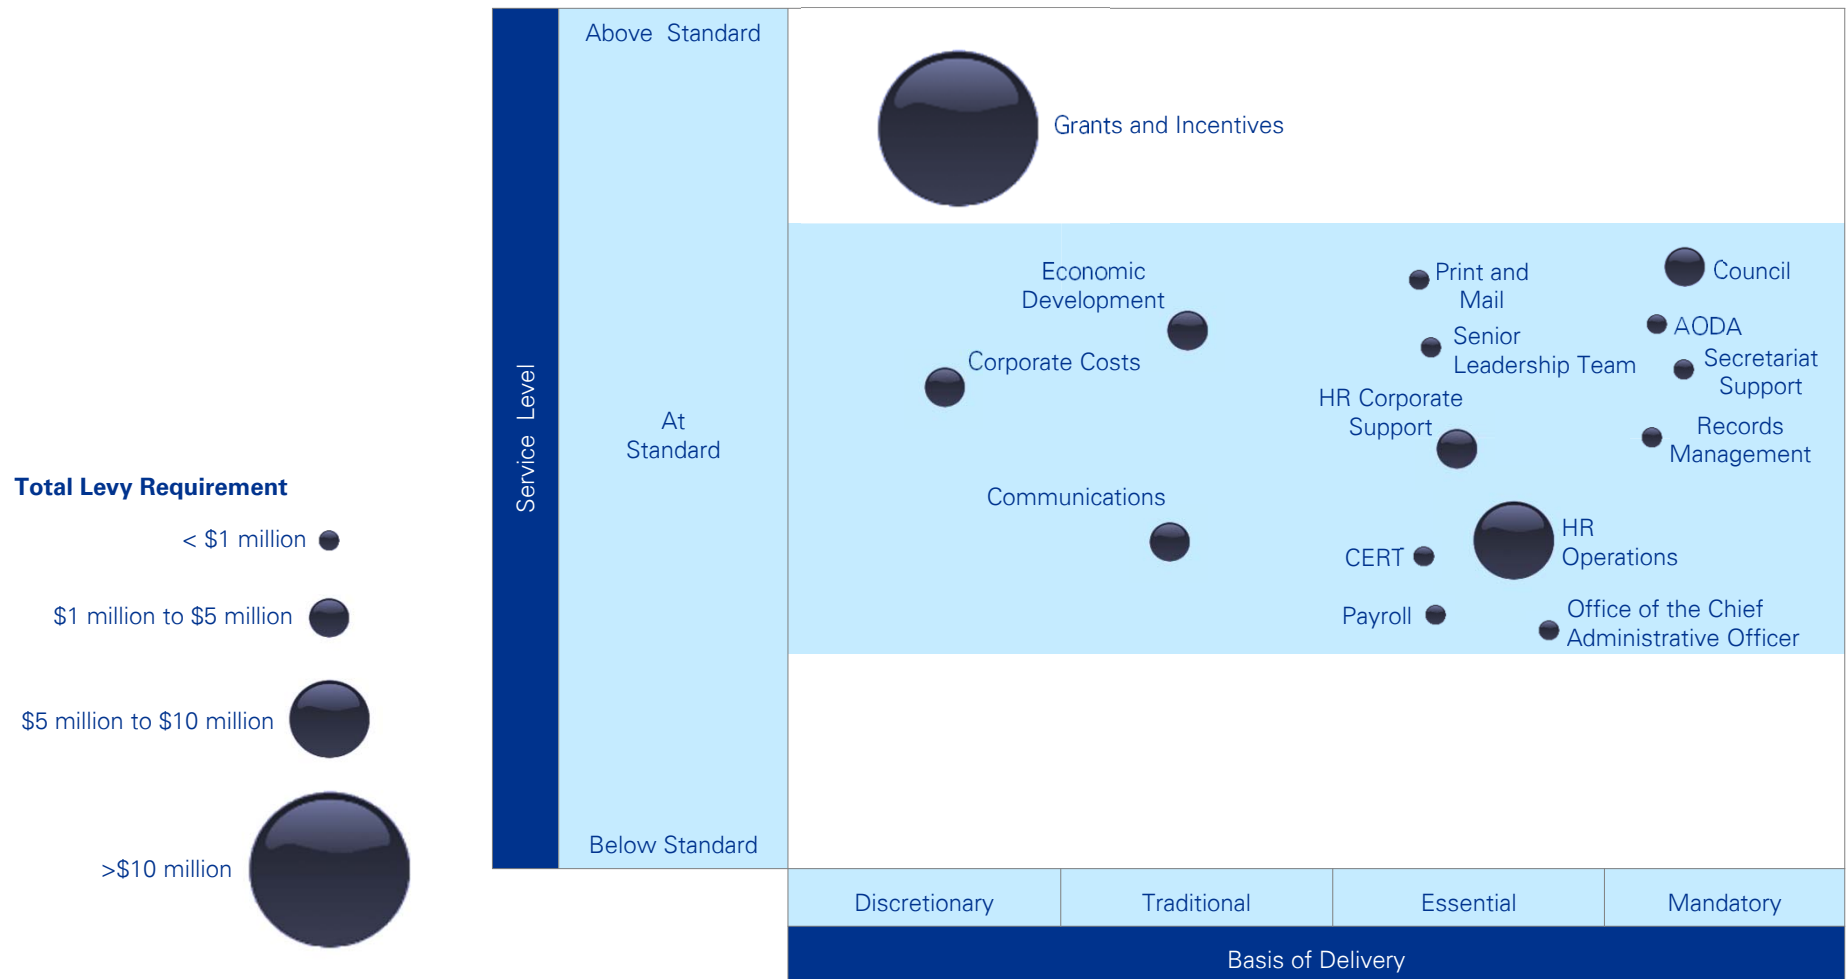 Total Levy Requirement
< $1 million
$1 million to $5 million
$5 million to $10 million
>$10 million
Service Level
Above Standard
At
Standard
Below Standard
Grants and Incentives
Economic
Development
Corporate Costs
Communications
Print and
Mail
Senior
Leadership Team
HR Corporate
Support
HR
Operations
CERT
Payroll
Office of the Chief
Administrative Officer
Council
AODA
Secretariat
Support
Records
Management
Discretionary
Traditional
Essential
Mandatory
Basis of Delivery